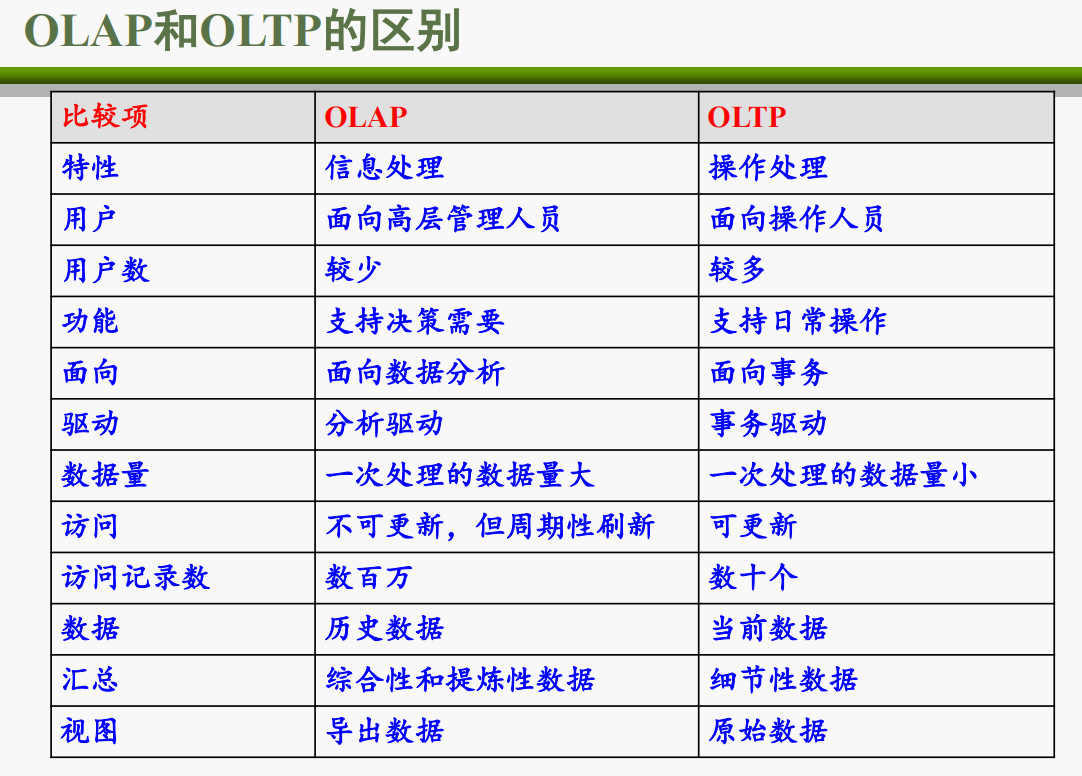 OLAP和OLTP的区别
比较项 OLAP OLTP
特性 信息处理 操作处理
用户 面向高层管理人员 面向操作人员
用户数 较少 较多
功能 支持决策需要 支持日常操作
面向 面向数据分析 面向事务
驱动 分析驱动 事务驱动
数据量 一次处理的数据量大 一次处理的数据量小
访问 不可更新，但周期性刷新 可更新
访问记录数 数百万 数十个
数据 历史数据 当前数据
汇总 综合性和提炼性数据 细节性数据
视图 导出数据 原始数据